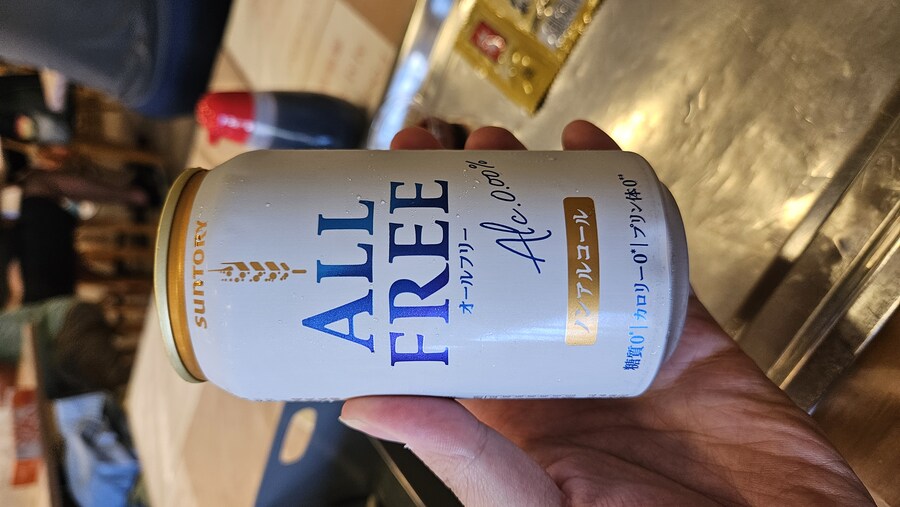 SUNTORY
ALL
FREE
オールフリー
Alc.0.00%
ノンアルコール
糖質0*|カロリー0*|プリン体0*